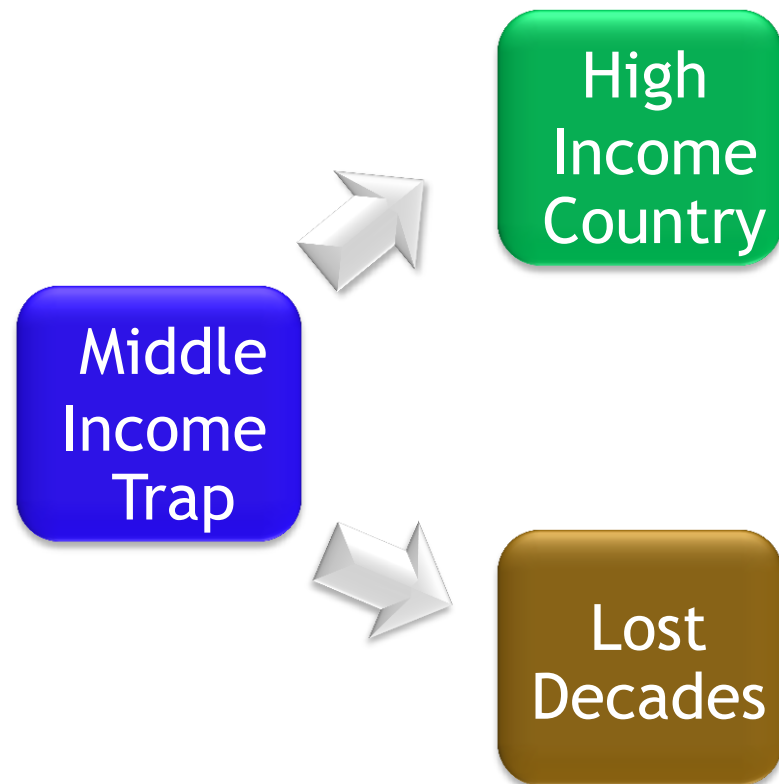 High
Income
Country
Middle
Income
Trap
Lost
Decades